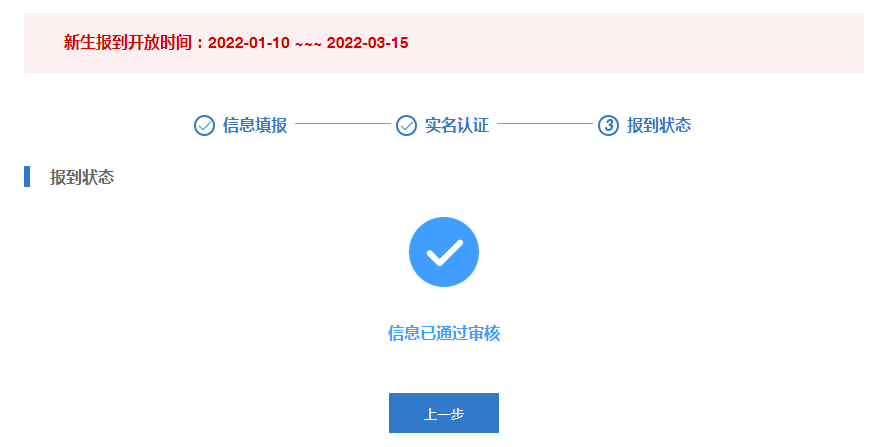 新生报到开放时间：2022-01-10 ~~~ 2022-03-15
信息填报 实名认证 3 报到状态
报到状态
信息已通过审核
上一步